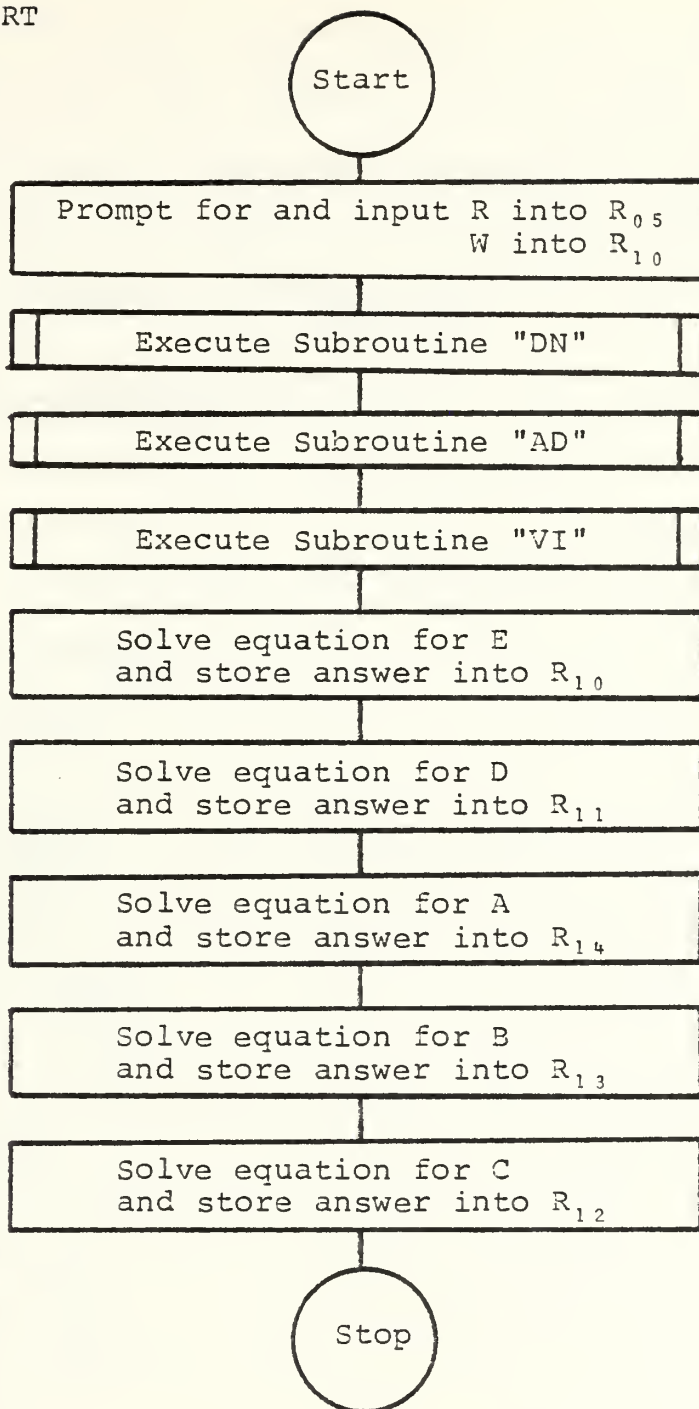 RT
Start
Prompt for and input R into R₀₅
W into R₁₀
Execute Subroutine "DN"
Execute Subroutine "AD"
Execute Subroutine "VI"
Solve equation for E
and store answer into R₁₀
Solve equation for D
and store answer into R₁₁
Solve equation for A
and store answer into R₁₄
Solve equation for B
and store answer into R₁₃
Solve equation for C
and store answer into R₁₂
Stop